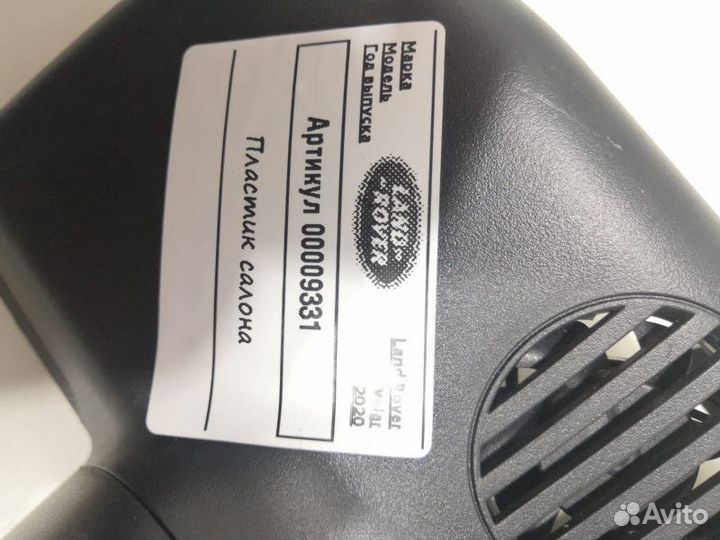 Марка Land Rover
Модель Velar
Год выпуска 2020
LAND-
-ROVER
Артикул 00009331
Пластик салона
Avito